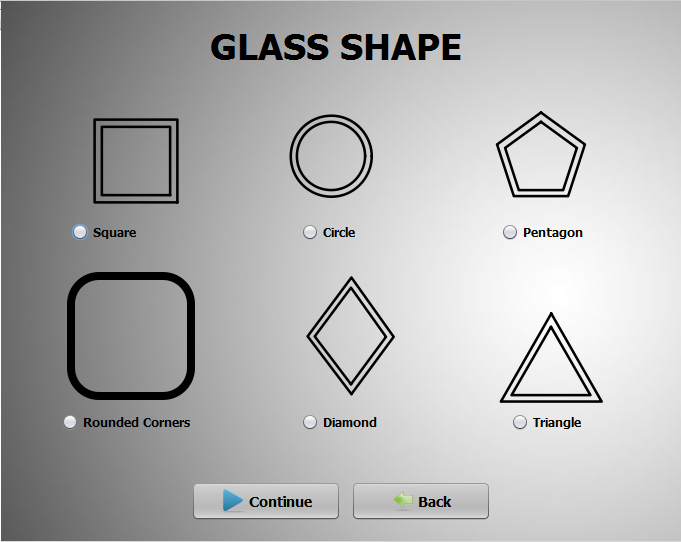 GLASS SHAPE
Square
Circle
Pentagon
Rounded Corners
Diamond
Triangle
Continue
Back